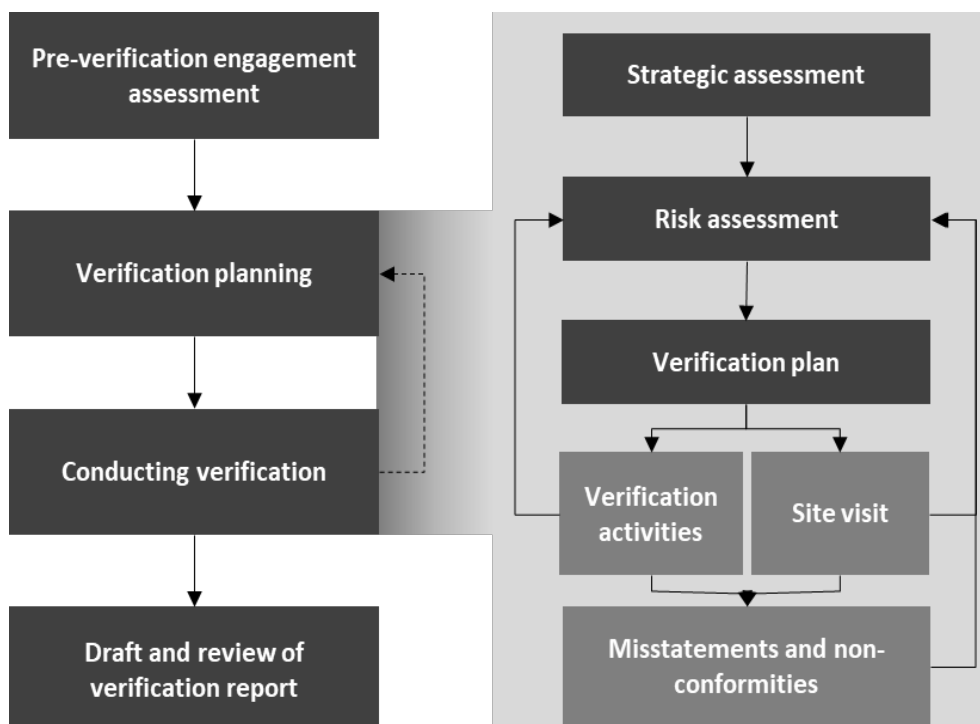 Pre-verification engagement
assessment
Verification planning
Conducting verification
Draft and review of
verification report
Strategic assessment
Risk assessment
Verification plan
Verification
activities
Site visit
Misstatements and non-
conformities